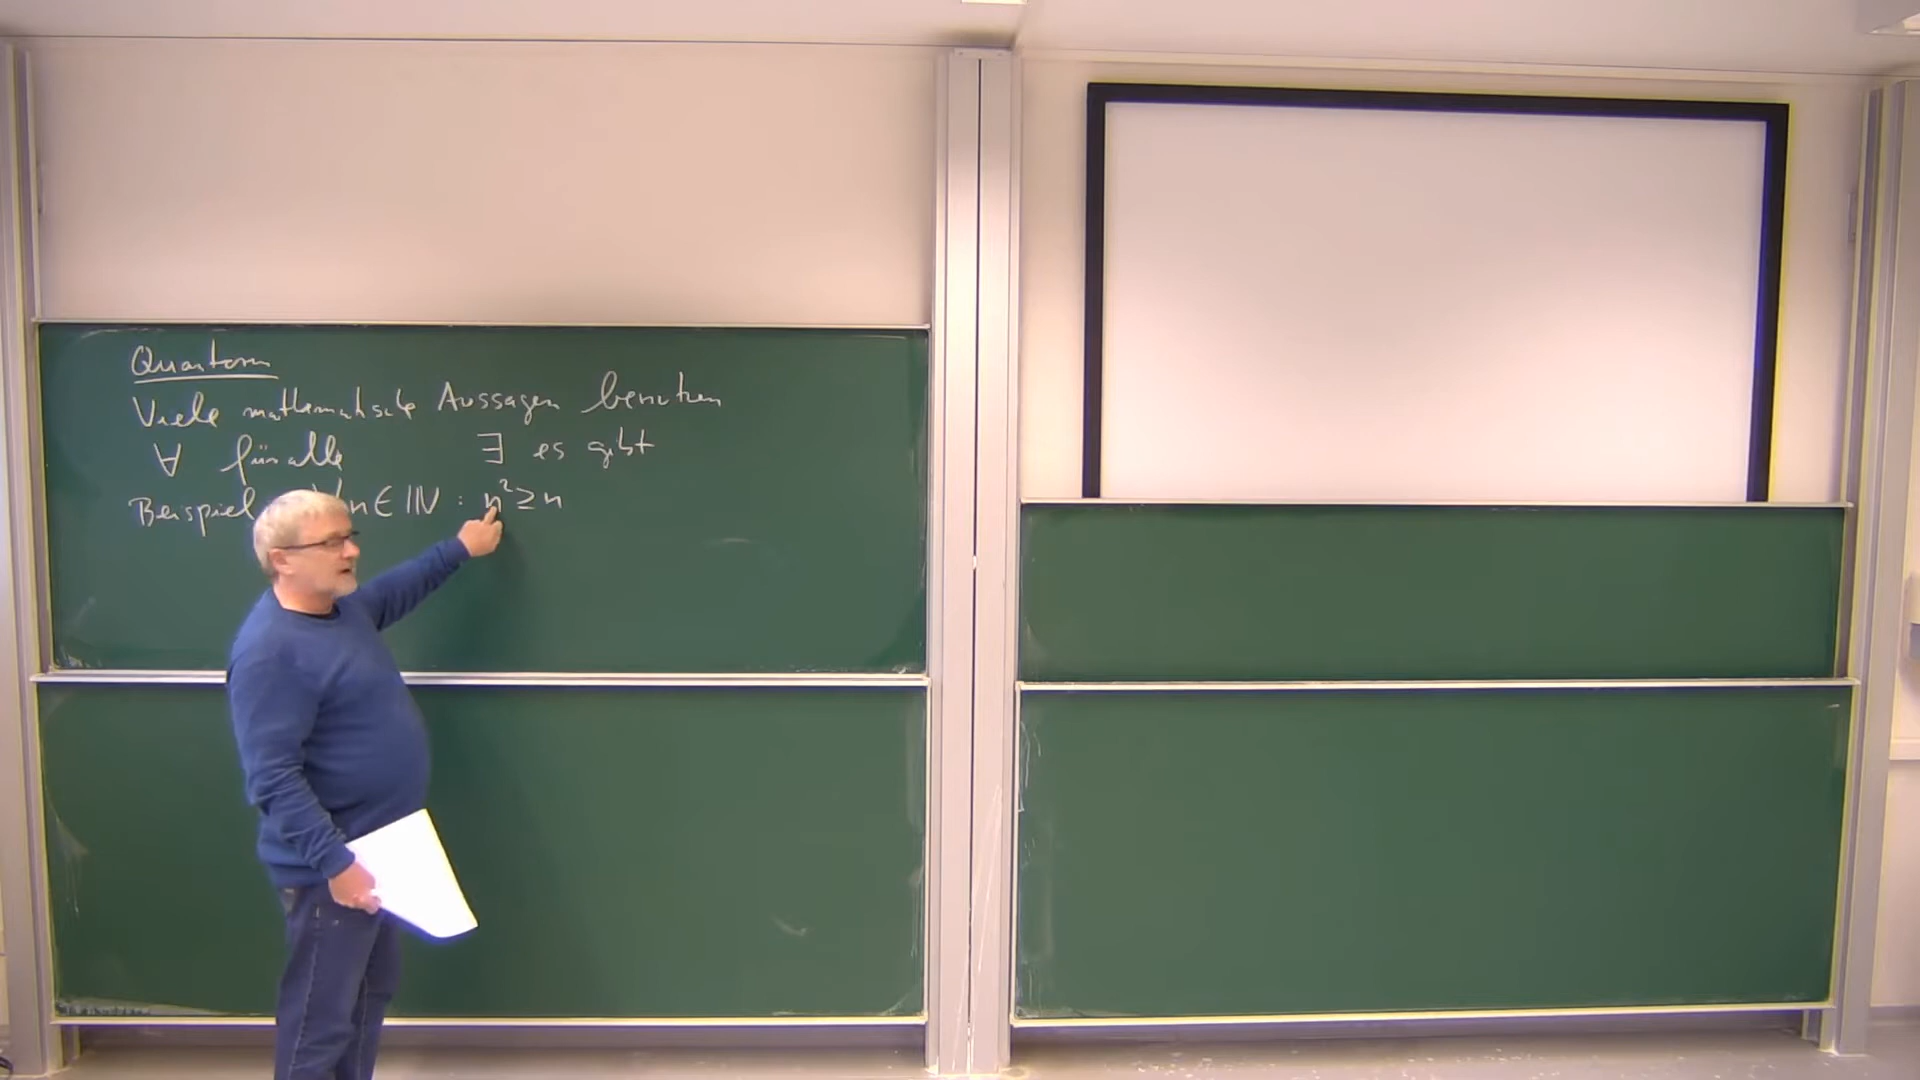 Quantoren
Viele mathematische Aussagen benutzen
∀ für alle ∃ es gibt
Beispiel ∀n∈ℕ : n²≥n